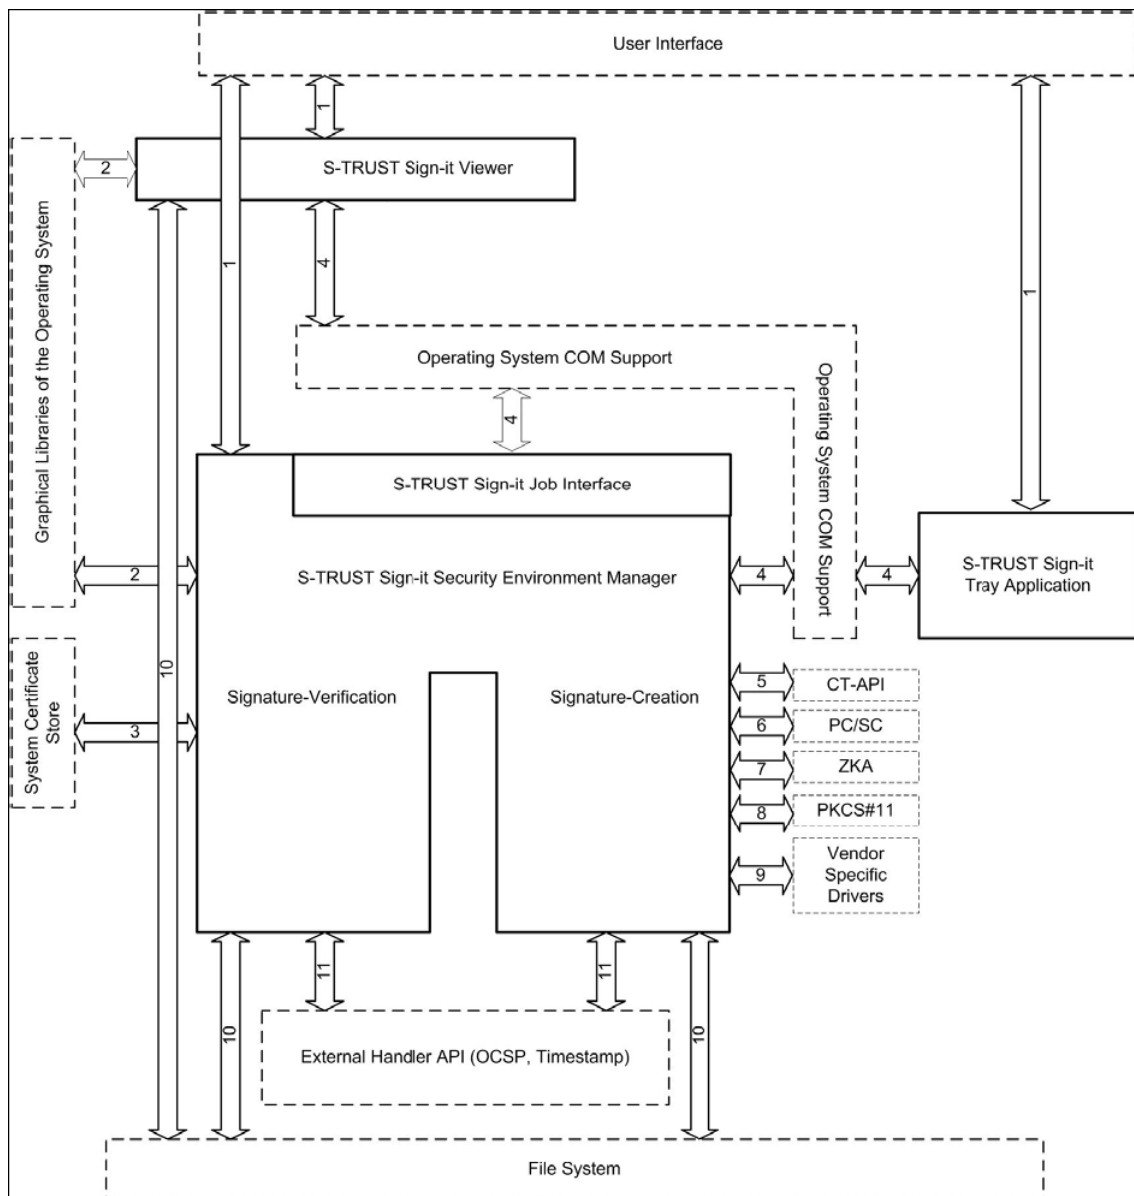 User Interface
1
1
1
2
S-TRUST Sign-it Viewer
Graphical Libraries of the Operating System
4
Operating System COM Support
Operating System COM Support
4
S-TRUST Sign-it Job Interface
2
S-TRUST Sign-it Security Environment Manager
4
4
S-TRUST Sign-it
Tray Application
System Certificate
Store
3
10
Signature-Verification
Signature-Creation
5
CT-API
6
PC/SC
7
ZKA
8
PKCS#11
9
Vendor
Specific
Drivers
10
11
11
10
External Handler API (OCSP, Timestamp)
File System